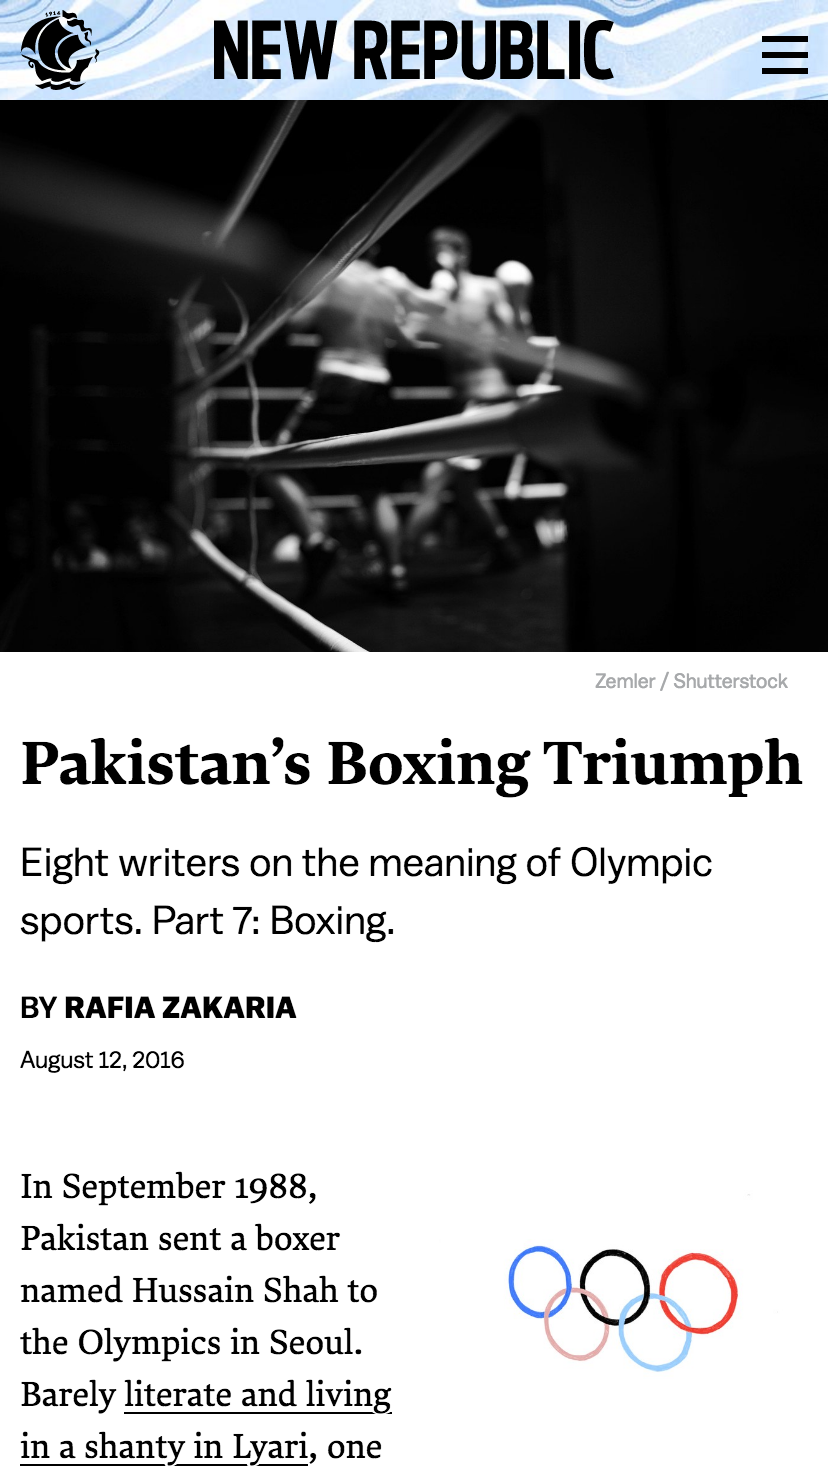 1914
NEW REPUBLIC
Zemler / Shutterstock
Pakistan’s Boxing Triumph
Eight writers on the meaning of Olympic
sports. Part 7: Boxing.
BY RAFIA ZAKARIA
August 12, 2016
In September 1988,
Pakistan sent a boxer
named Hussain Shah to
the Olympics in Seoul.
Barely literate and living
in a shanty in Lyari, one